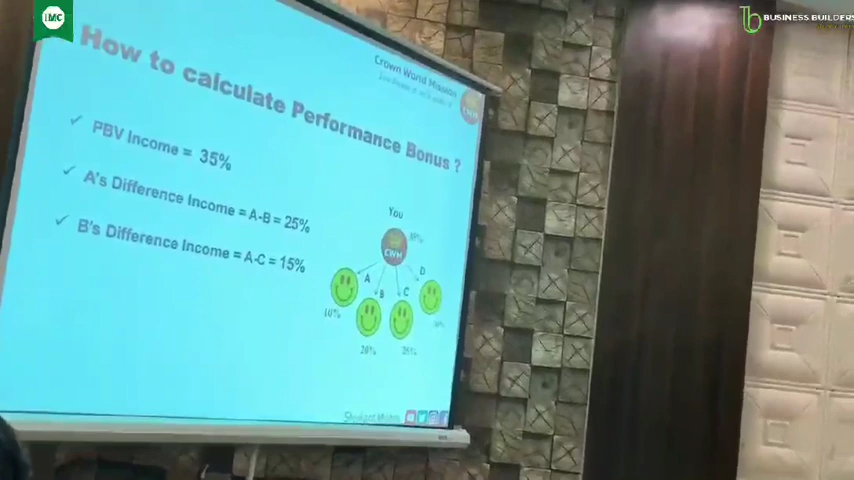 IMC
BUSINESS BUILDERS
Crown World Mission
How to calculate Performance Bonus ?
✓ PBV Income = 35%
✓ A's Difference Income = A-B = 25%
✓ B's Difference Income = A-C = 15%
You
CWM
A
B
C
D
10%
20%